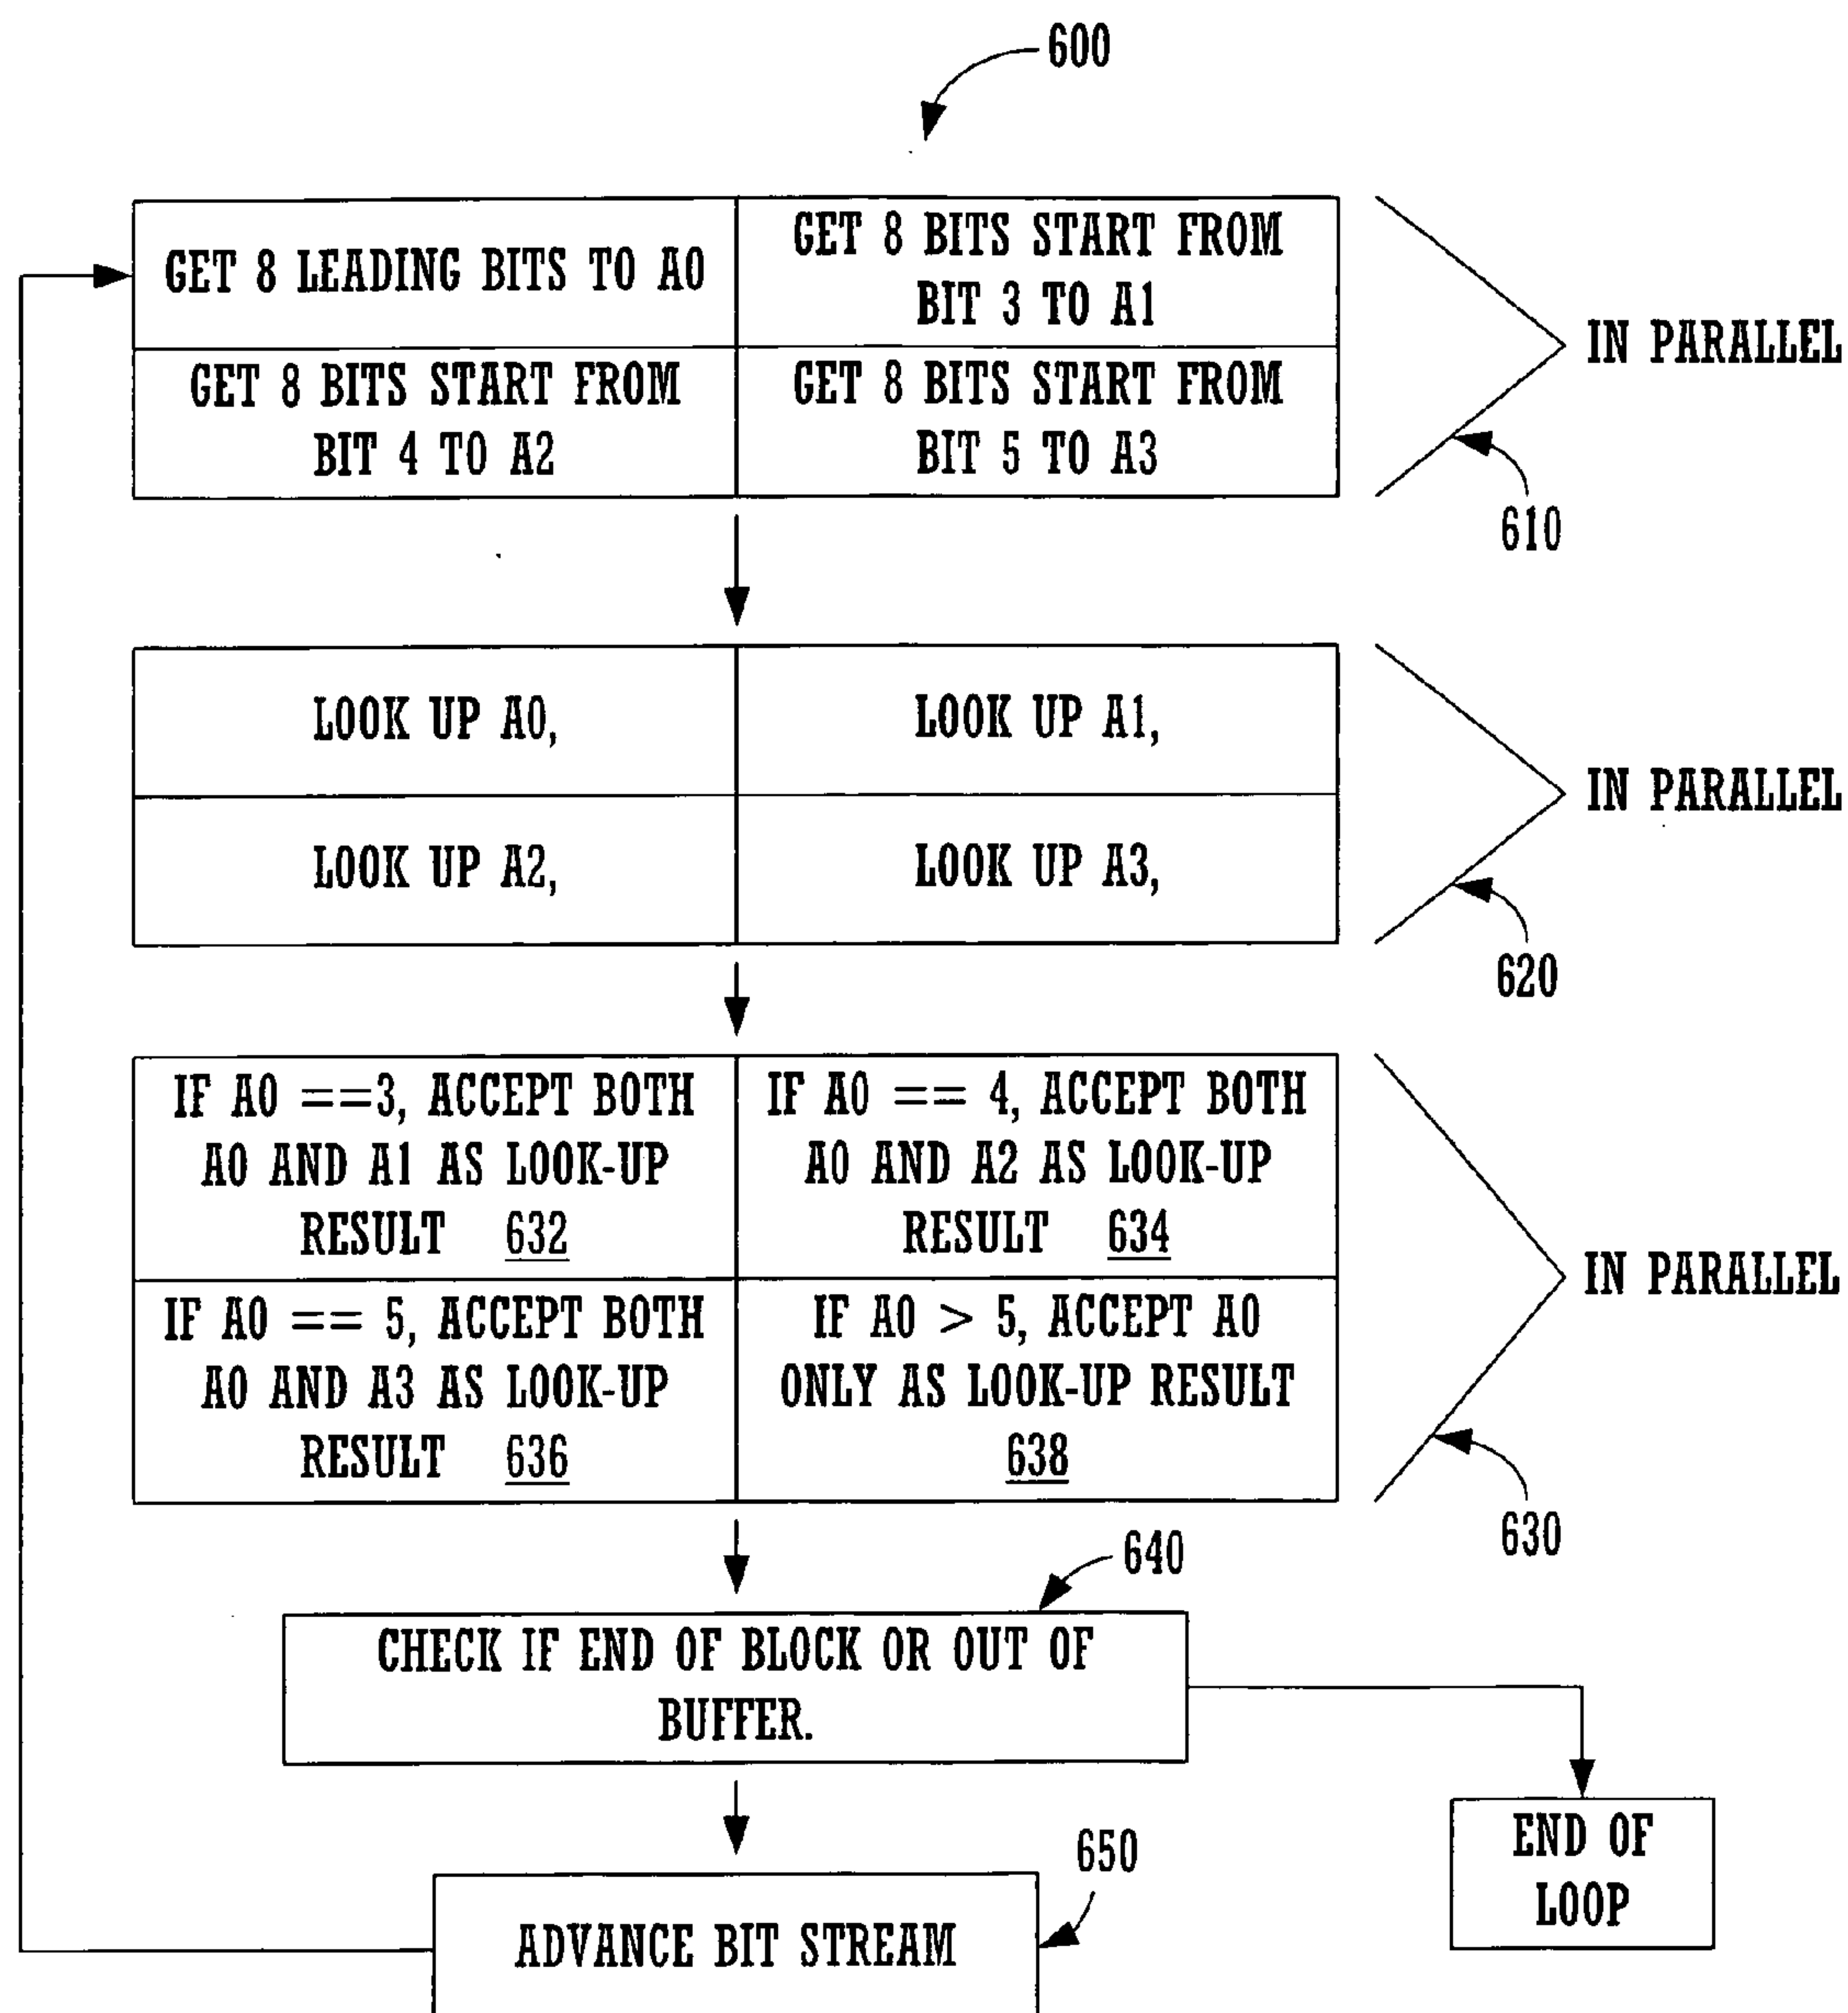 600
GET 8 LEADING BITS TO A0
GET 8 BITS START FROM
BIT 3 TO A1
GET 8 BITS START FROM
BIT 4 TO A2
GET 8 BITS START FROM
BIT 5 TO A3
IN PARALLEL
610
LOOK UP A0,
LOOK UP A1,
LOOK UP A2,
LOOK UP A3,
IN PARALLEL
620
IF A0 ==3, ACCEPT BOTH
A0 AND A1 AS LOOK-UP
RESULT 632
IF A0 == 4, ACCEPT BOTH
A0 AND A2 AS LOOK-UP
RESULT 634
IF A0 == 5, ACCEPT BOTH
A0 AND A3 AS LOOK-UP
RESULT 636
IF A0 > 5, ACCEPT A0
ONLY AS LOOK-UP RESULT
638
IN PARALLEL
630
640
CHECK IF END OF BLOCK OR OUT OF
BUFFER.
END OF
LOOP
650
ADVANCE BIT STREAM